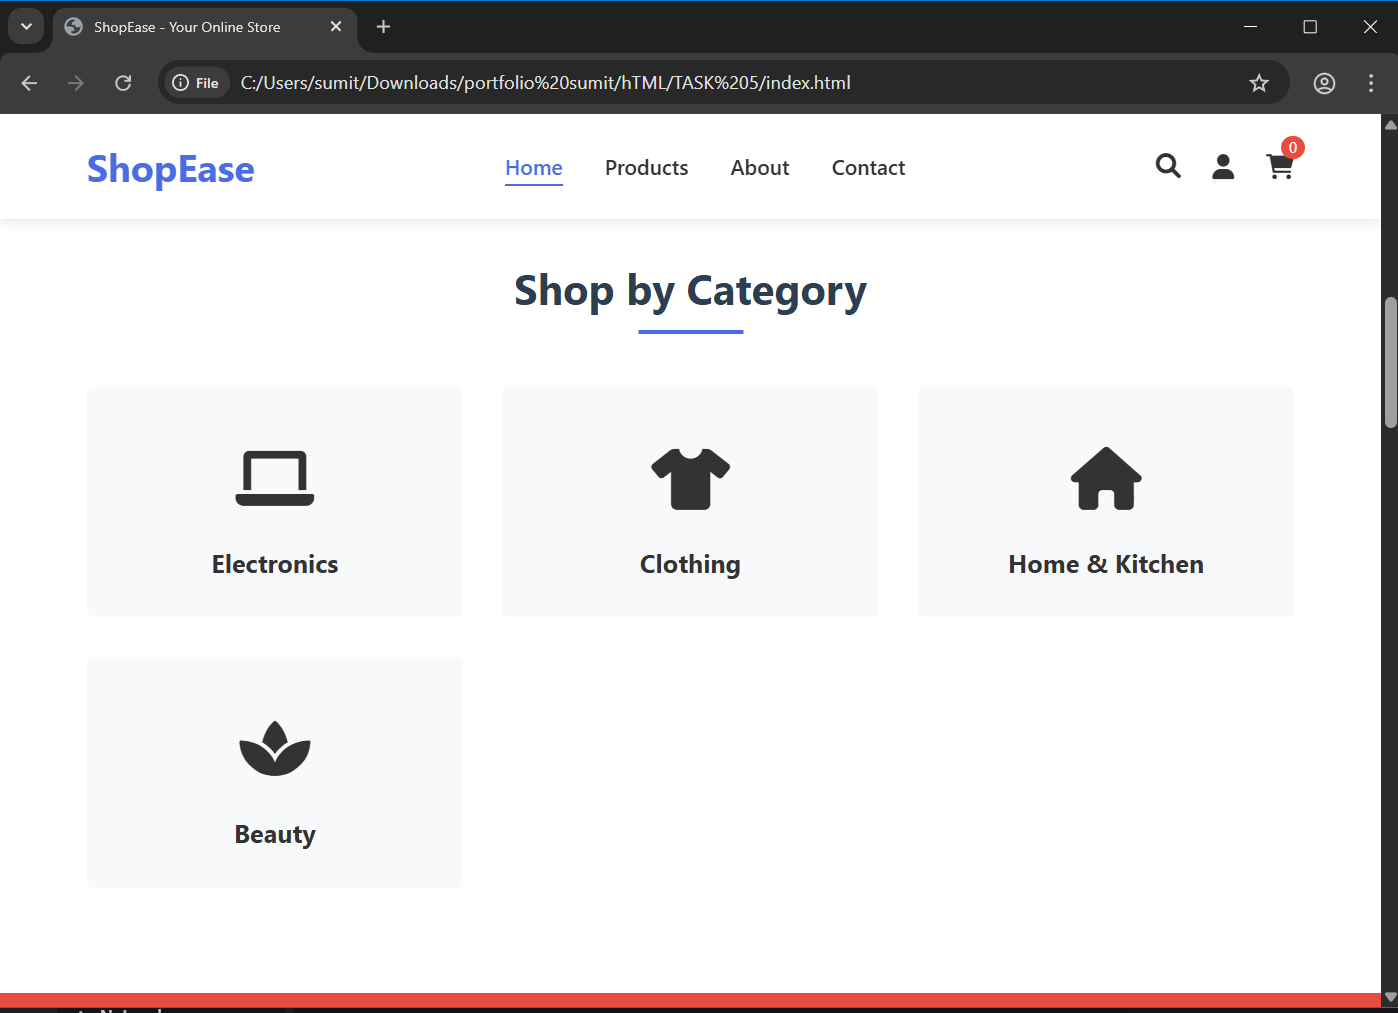 ShopEase - Your Online Store
File C:/Users/sumit/Downloads/portfolio%20sumit/hTML/TASK%205/index.html
ShopEase Home Products About Contact 0
Shop by Category
Electronics Clothing Home & Kitchen
Beauty